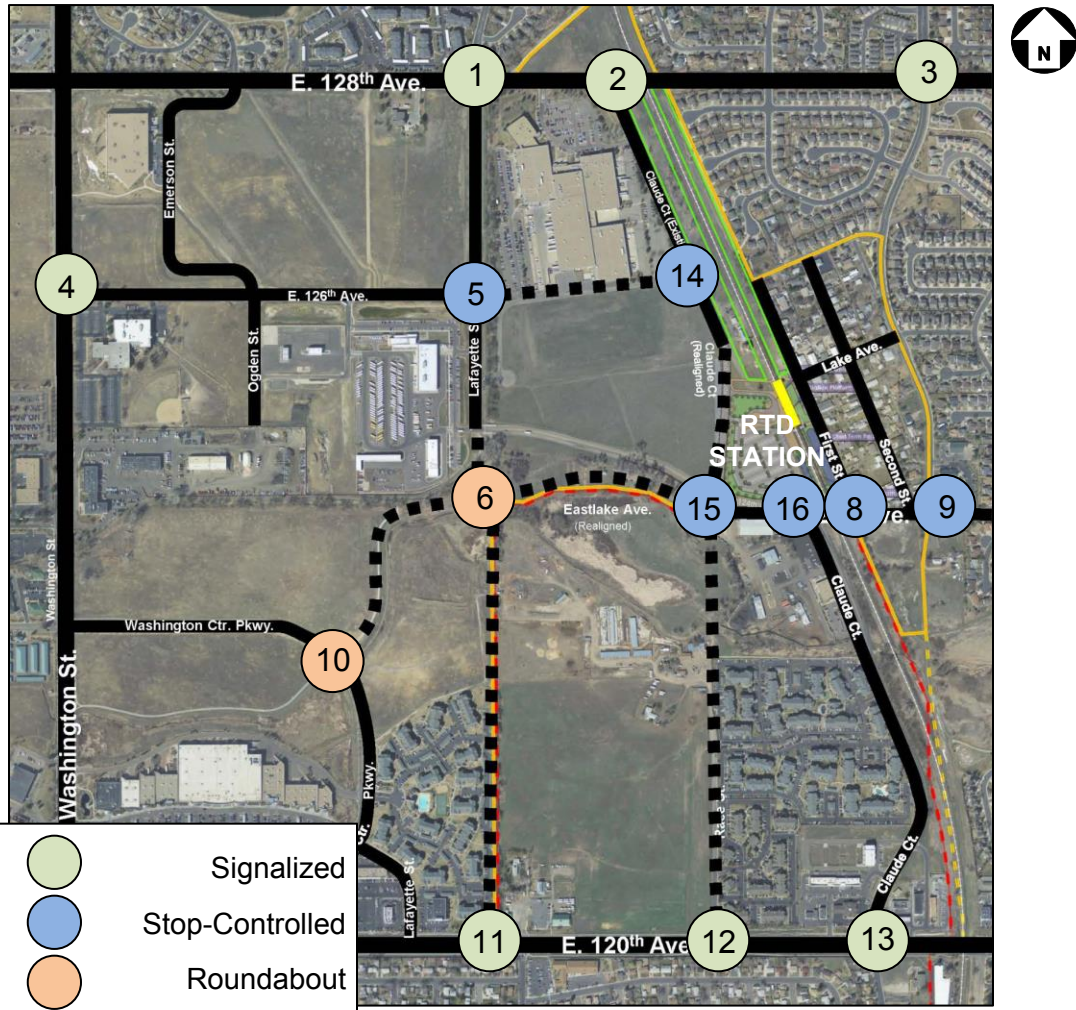 N
1
2
3
E. 128th Ave.
Emerson St.
Claude Ct (Exist
4
5
14
E. 126th Ave.
Ogden St.
Lafayette S
Claude Ct
(Realigned)
Lake Ave.
RTD
STATION
First St.
Second St.
6
15
16
8
9
ve.
Eastlake Ave.
(Realigned)
Washington St.
Washington Ctr. Pkwy.
10
Claude Ct.
Washington St.
Ctr. Pkwy.
Lafayette St.
Claude Ct.
11
E. 120th Ave
12
13
Signalized
Stop-Controlled
Roundabout